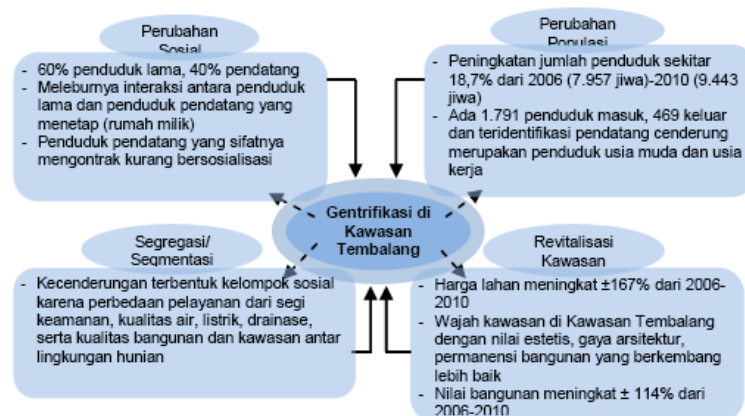 Perubahan
Sosial
- 60% penduduk lama, 40% pendatang
- Meleburnya interaksi antara penduduk
lama dan penduduk pendatang yang
menetap (rumah milik)
- Penduduk pendatang yang sifatnya
mengontrak kurang bersosialisasi
Perubahan
Populasi
- Peningkatan jumlah penduduk sekitar
18,7% dari 2006 (7.957 jiwa)-2010 (9.443
jiwa)
- Ada 1.791 penduduk masuk, 469 keluar
dan teridentifikasi pendatang cenderung
merupakan penduduk usia muda dan usia
kerja
Gentrifikasi di
Kawasan
Tembalang
Segregasi/
Segmentasi
- Kecenderungan terbentuk kelompok sosial
karena perbedaan pelayanan dari segi
keamanan, kualitas air, listrik, drainase,
serta kualitas bangunan dan kawasan antar
lingkungan hunian
Revitalisasi
Kawasan
- Harga lahan meningkat ±167% dari 2006-
2010
- Wajah kawasan di Kawasan Tembalang
dengan nilai estetis, gaya arsitektur,
permanensi bangunan yang berkembang
lebih baik
- Nilai bangunan meningkat ± 114% dari
2006-2010